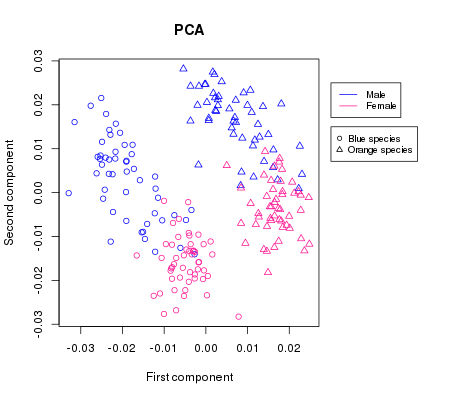 PCA
Second component
0.03
0.02
0.01
0.00
-0.01
-0.02
-0.03
-0.03
-0.02
-0.01
0.00
0.01
0.02
First component
Male
Female
Blue species
Orange species